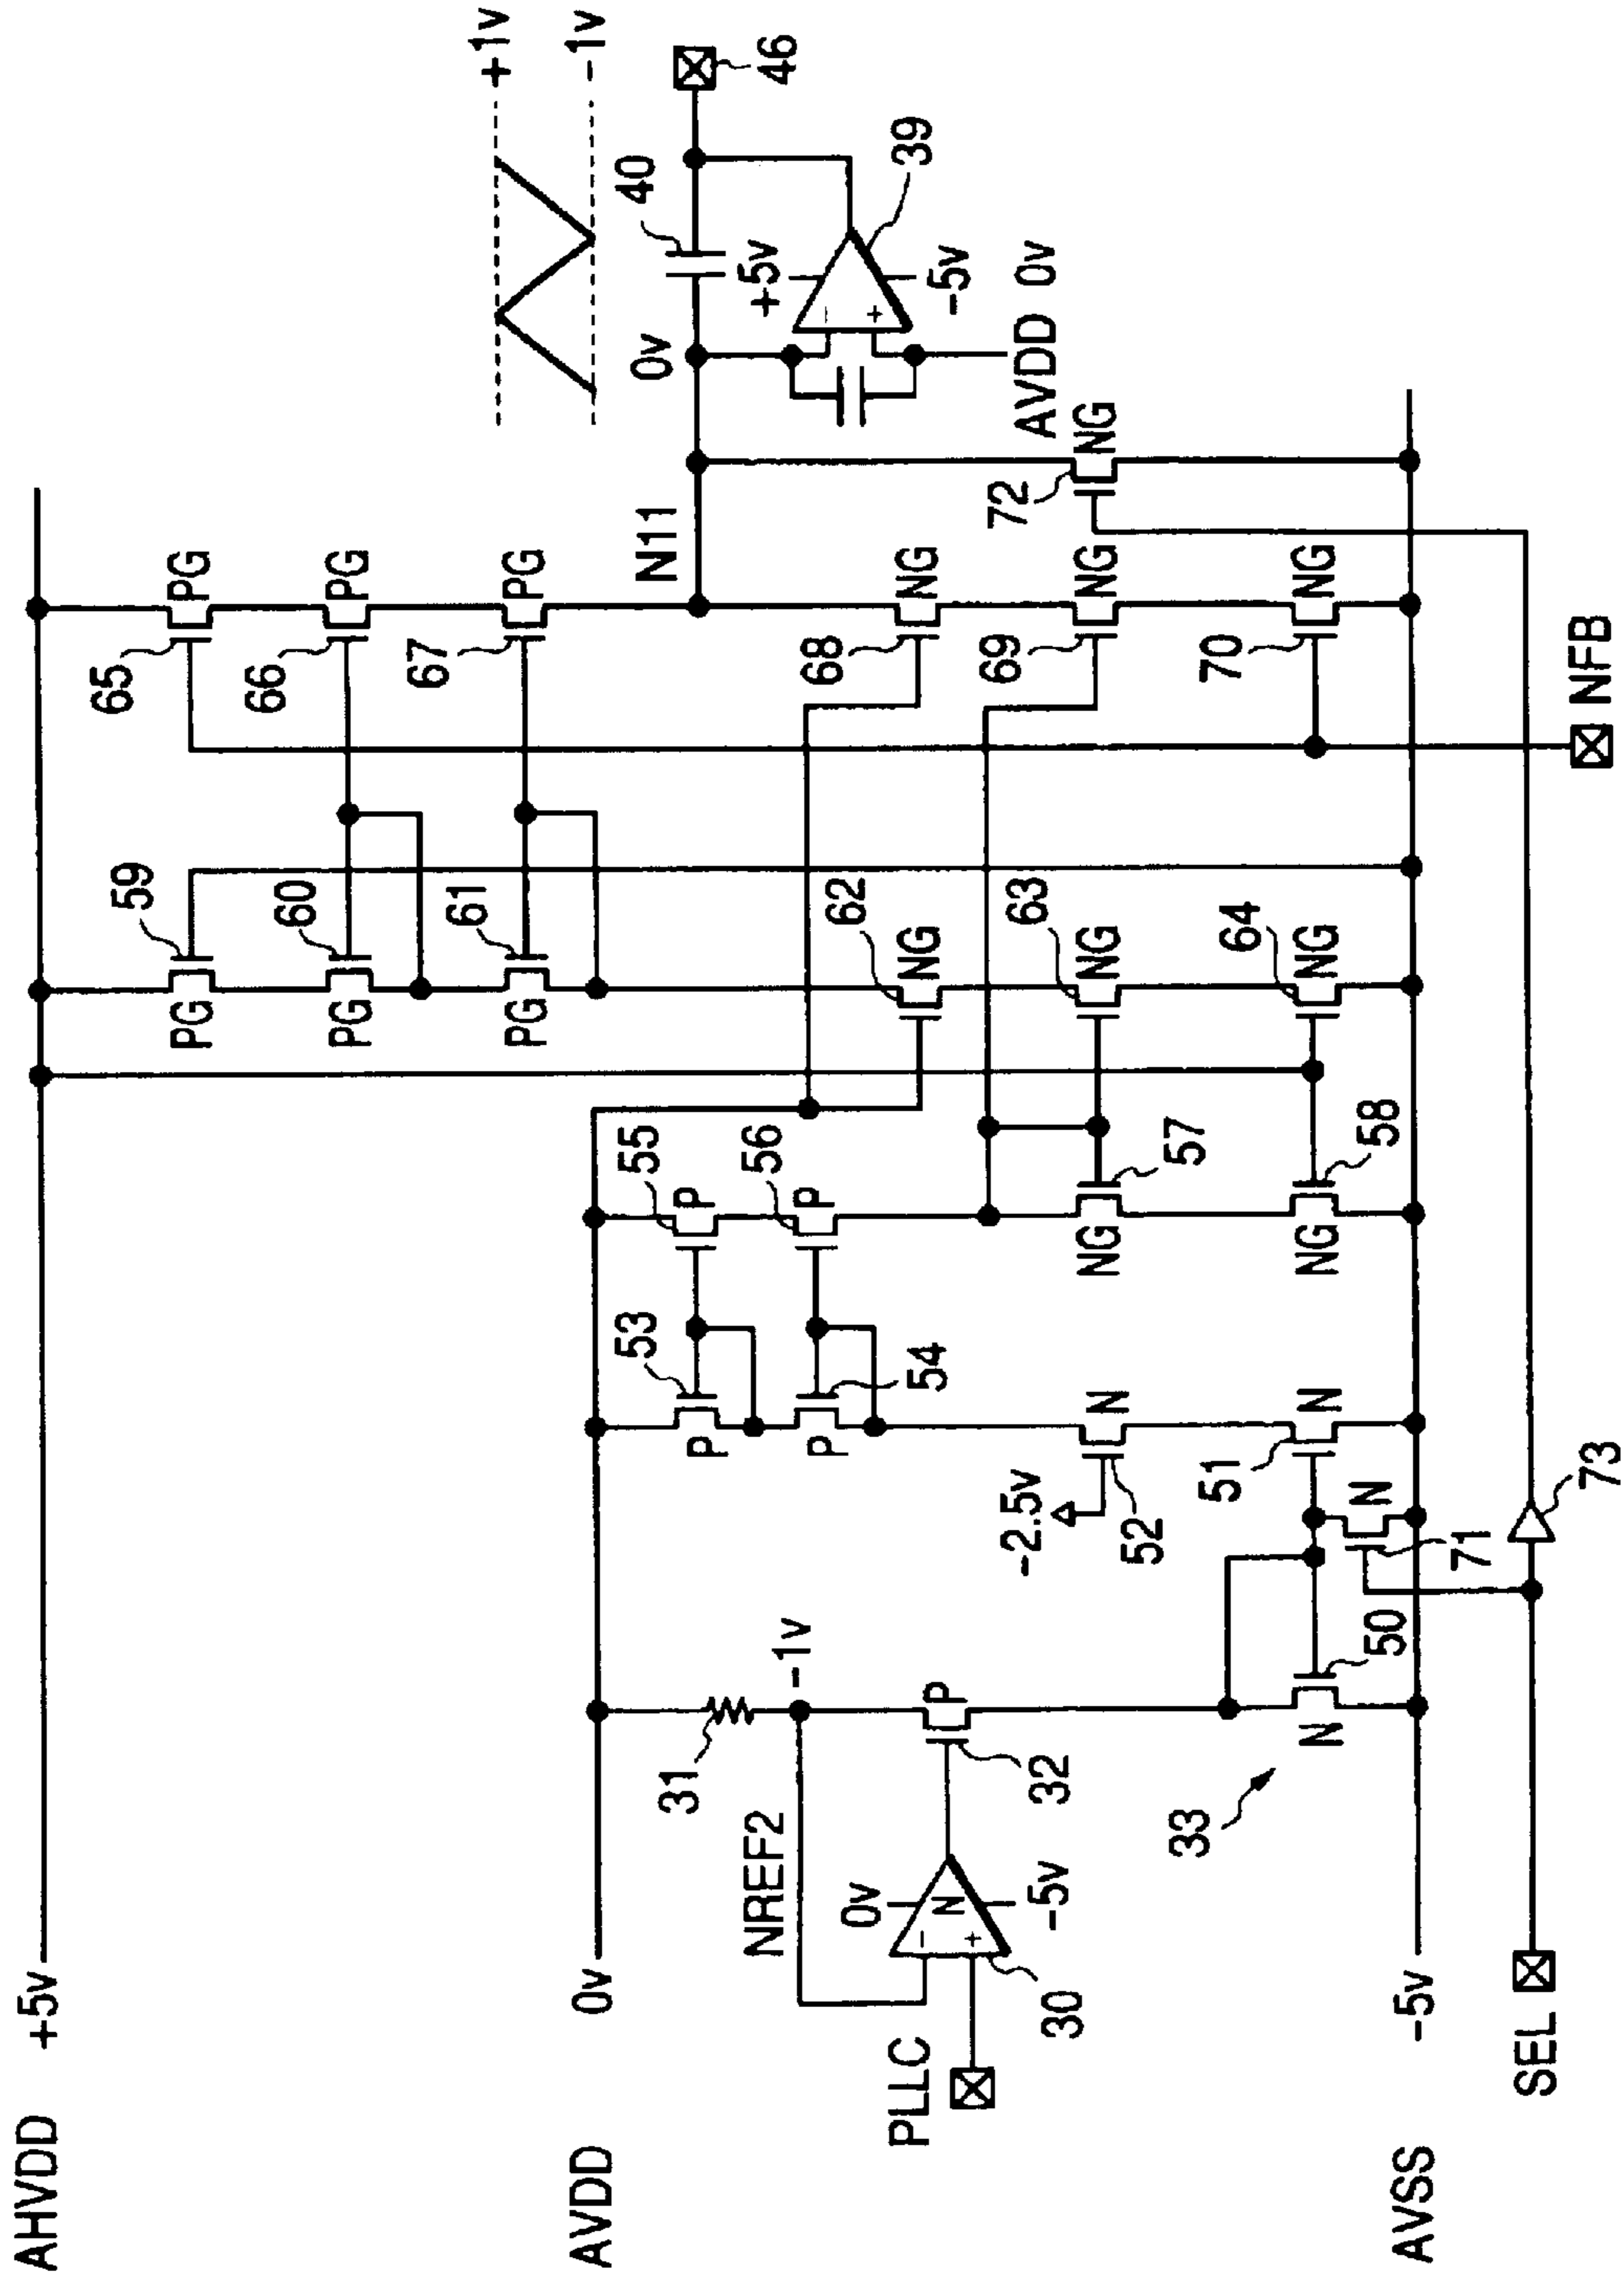 AHVDD +5v
AVDD 0v
AVSS -5v
SEL
PLLC
NREF2
-1v
31
0v
N
-
+
-5v
30
P
32
33
N
50
N
71
73
N
51
-2.5v
N
52
53
P
54
P
55
P
56
P
NG
57
NG
58
59
PG
60
PG
61
PG
62
NG
63
NG
64
NG
65
PG
66
PG
67
PG
N11
68
NG
69
NG
70
NG
NFB
72
NG
0v
40
+5v
-
+
-5v
39
AVDD 0v
46
+1v
-1v